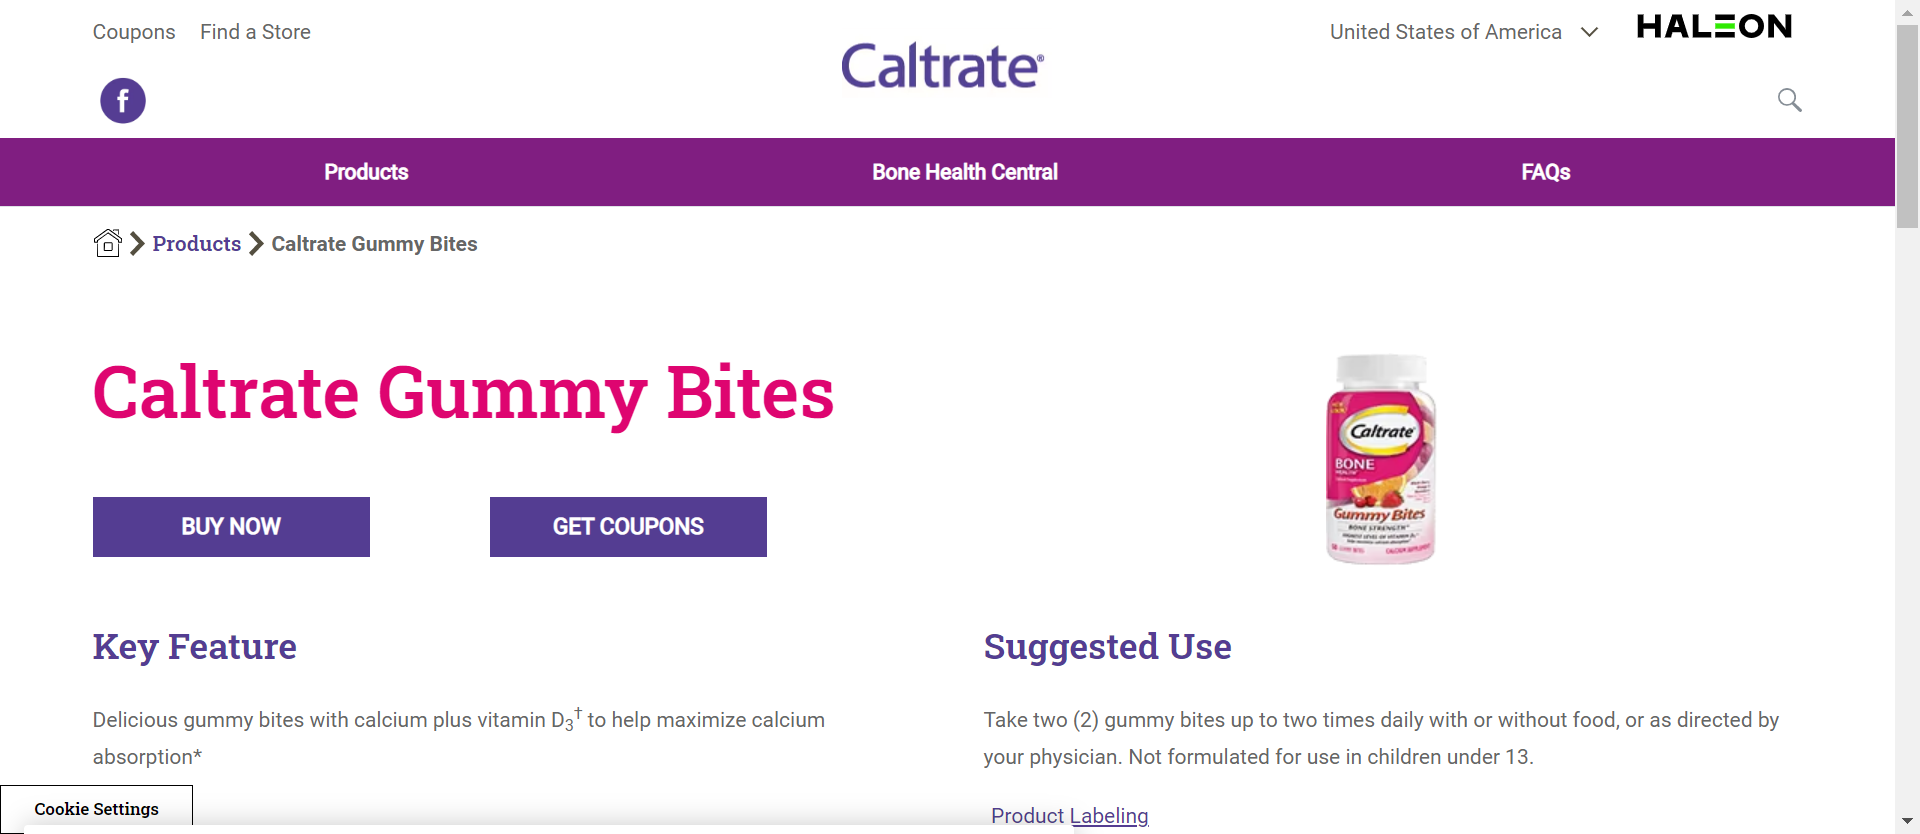 Coupons Find a Store
United States of America
HALEON
Caltrate®
f
Products Bone Health Central FAQs
Products Caltrate Gummy Bites
Caltrate Gummy Bites
Caltrate
BONE
Gummy Bites
BONE STRENGTH
BUY NOW GET COUPONS
Key Feature
Delicious gummy bites with calcium plus vitamin D₃† to help maximize calcium
absorption*
Suggested Use
Take two (2) gummy bites up to two times daily with or without food, or as directed by
your physician. Not formulated for use in children under 13.
Product Labeling
Cookie Settings